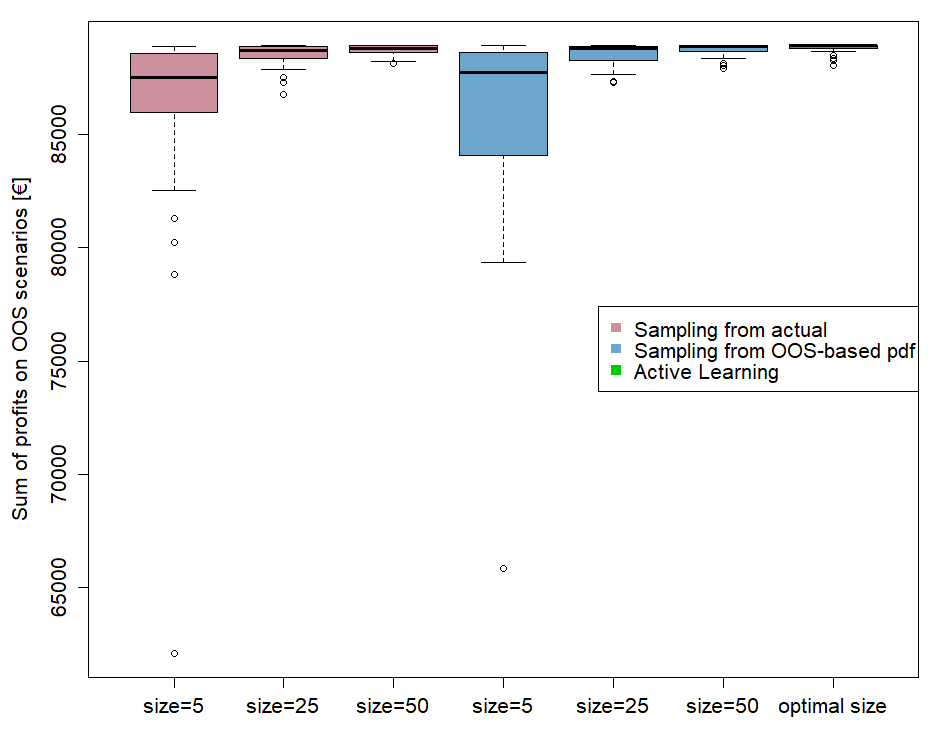 Sum of profits on OOS scenarios [€]
85000
80000
75000
70000
65000
Sampling from actual
Sampling from OOS-based pdf
Active Learning
size=5 size=25 size=50 size=5 size=25 size=50 optimal size